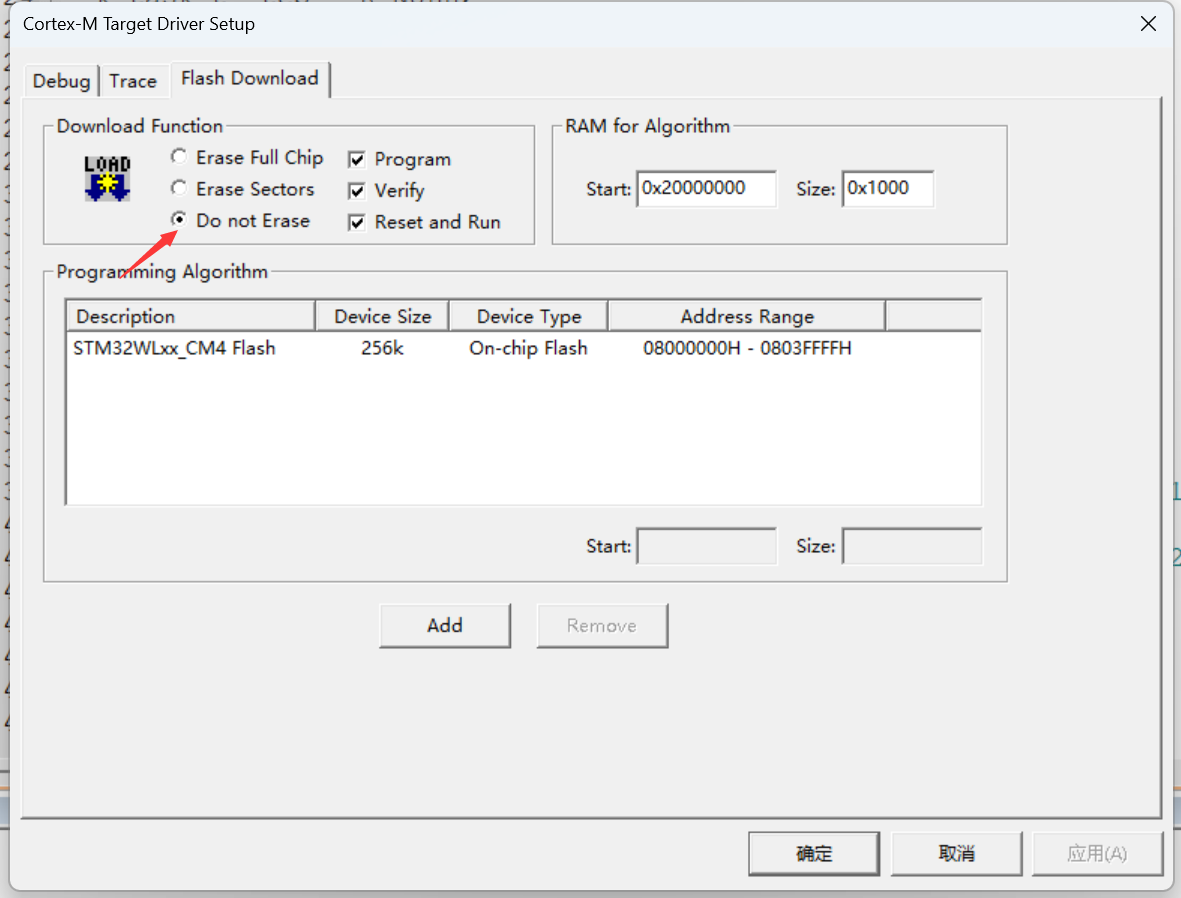 Cortex-M Target Driver Setup
Debug Trace Flash Download
Download Function
LOAD
Erase Full Chip
Erase Sectors
Do not Erase
Program
Verify
Reset and Run
RAM for Algorithm
Start: 0x20000000 Size: 0x1000
Programming Algorithm
Description Device Size Device Type Address Range
STM32WLxx_CM4 Flash 256k On-chip Flash 08000000H - 0803FFFFH
Start: Size:
Add Remove
确定 取消 应用(A)